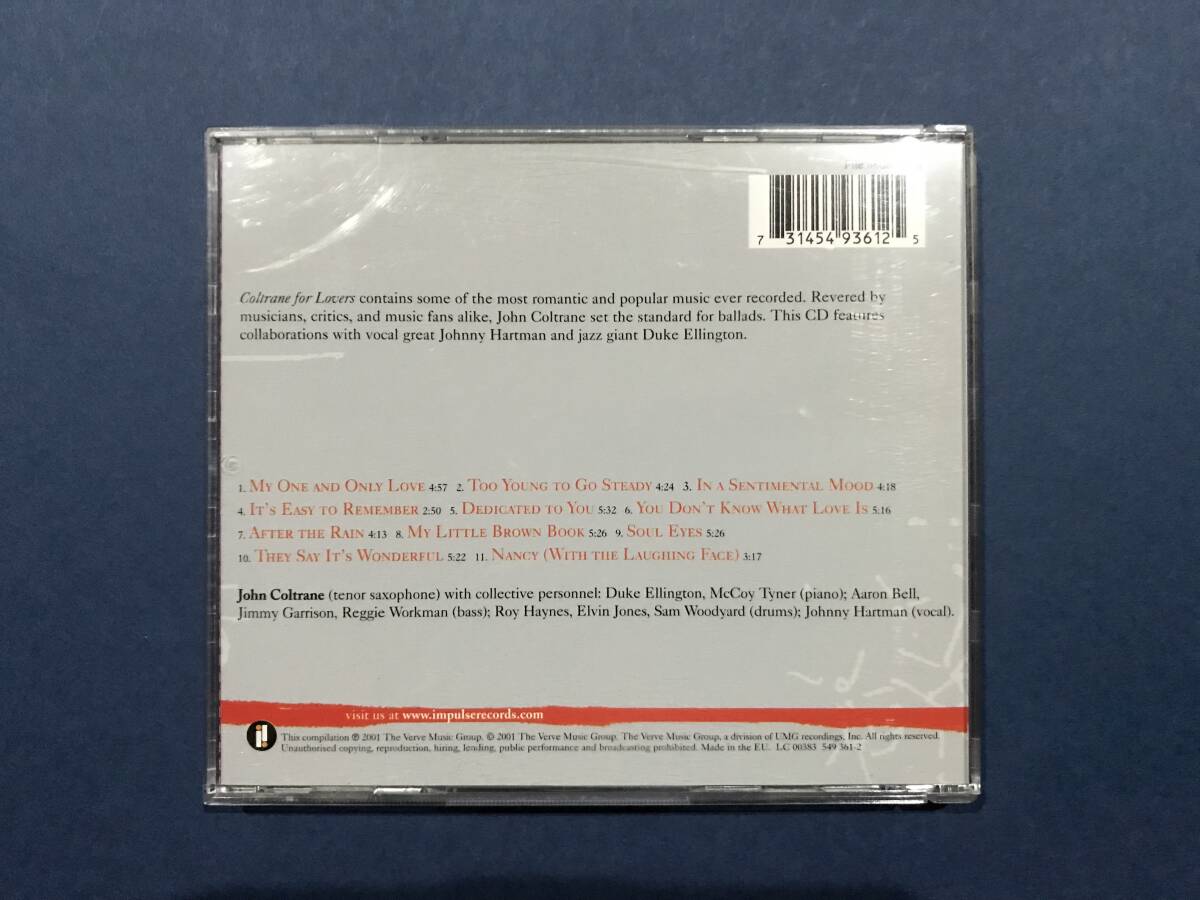 7 31454 93612 5
Coltrane for Lovers contains some of the most romantic and popular music ever recorded. Revered by
musicians, critics, and music fans alike, John Coltrane set the standard for ballads. This CD features
collaborations with vocal great Johnny Hartman and jazz giant Duke Ellington.
1. MY ONE AND ONLY LOVE 4:57 2. TOO YOUNG TO GO STEADY 4:24 3. IN A SENTIMENTAL MOOD 4:18
4. IT'S EASY TO REMEMBER 2:50 5. DEDICATED TO YOU 5:32 6. YOU DON'T KNOW WHAT LOVE IS 5:16
7. AFTER THE RAIN 4:13 8. MY LITTLE BROWN BOOK 5:26 9. SOUL EYES 5:26
10. THEY SAY IT'S WONDERFUL 5:22 11. NANCY (WITH THE LAUGHING FACE) 3:17
John Coltrane (tenor saxophone) with collective personnel: Duke Ellington, McCoy Tyner (piano); Aaron Bell,
Jimmy Garrison, Reggie Workman (bass); Roy Haynes, Elvin Jones, Sam Woodyard (drums); Johnny Hartman (vocal).
visit us at www.impulserecords.com
i! This compilation ℗ 2001 The Verve Music Group. © 2001 The Verve Music Group. The Verve Music Group, a division of UMG recordings, Inc. All rights reserved.
Unauthorised copying, reproduction, hiring, lending, public performance and broadcasting prohibited. Made in the EU. LC 00383 549 361-2